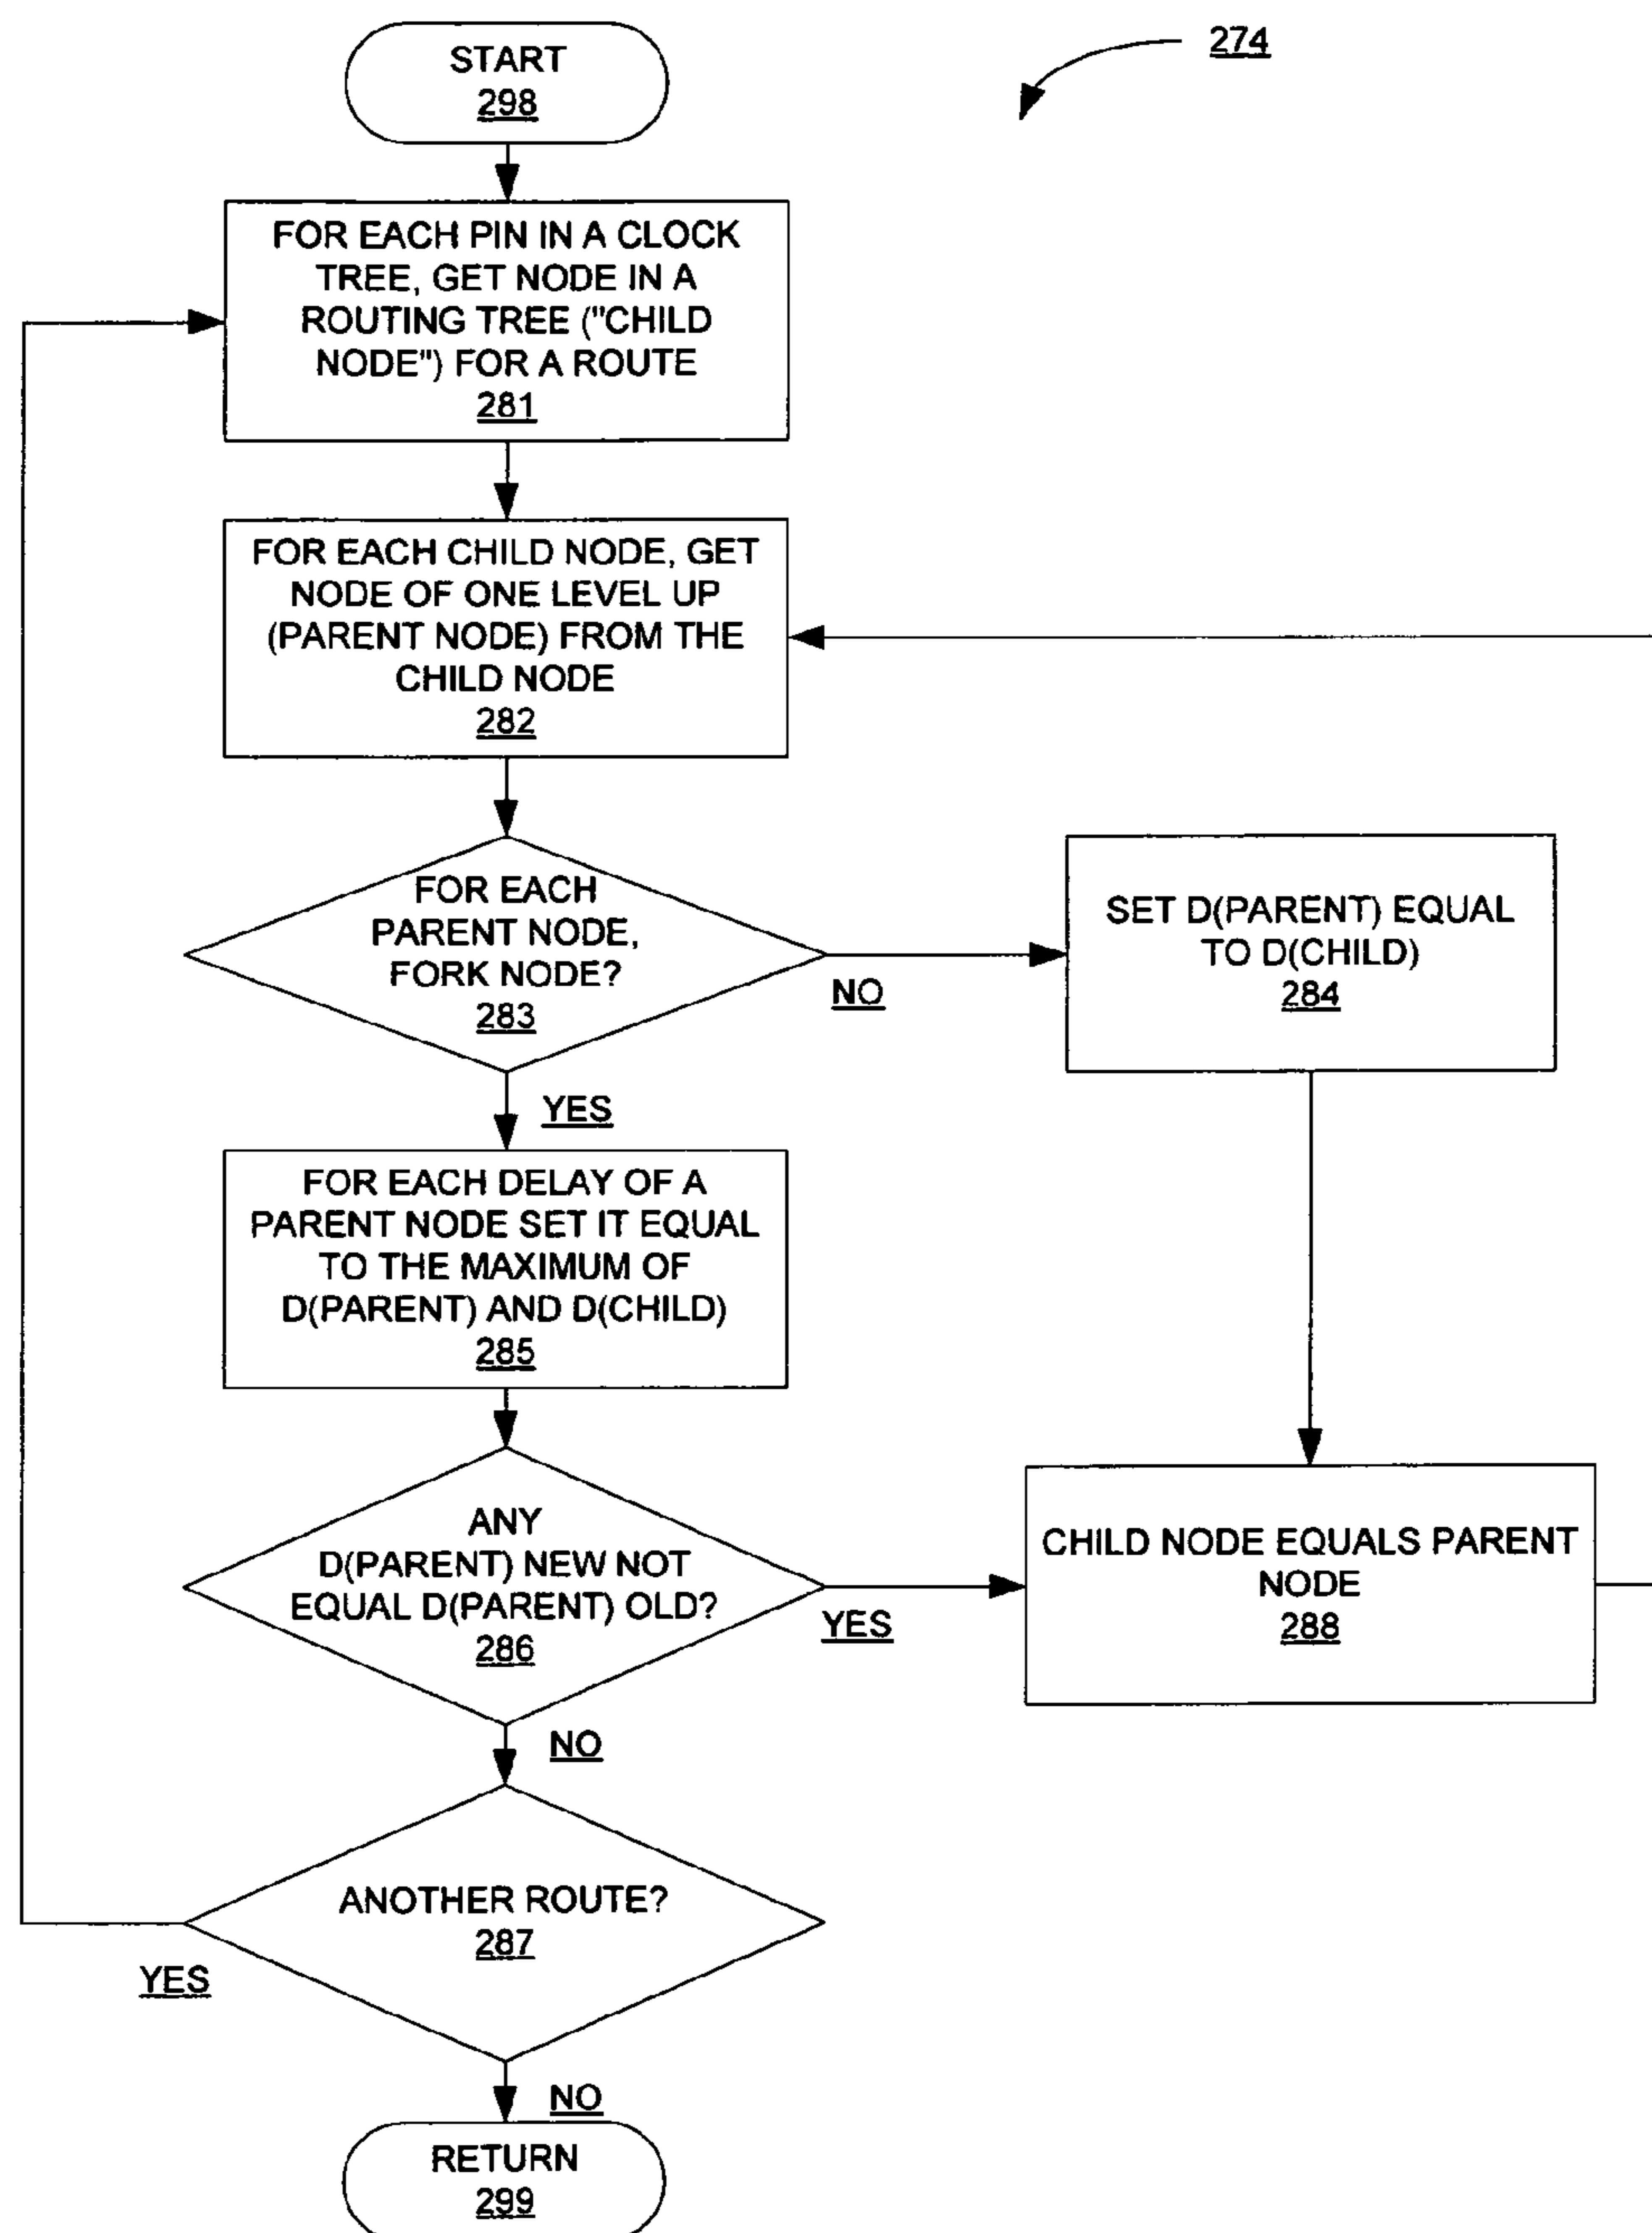 START
298
274
FOR EACH PIN IN A CLOCK
TREE, GET NODE IN A
ROUTING TREE ("CHILD
NODE") FOR A ROUTE
281
FOR EACH CHILD NODE, GET
NODE OF ONE LEVEL UP
(PARENT NODE) FROM THE
CHILD NODE
282
FOR EACH
PARENT NODE,
FORK NODE?
283
NO
SET D(PARENT) EQUAL
TO D(CHILD)
284
YES
FOR EACH DELAY OF A
PARENT NODE SET IT EQUAL
TO THE MAXIMUM OF
D(PARENT) AND D(CHILD)
285
ANY
D(PARENT) NEW NOT
EQUAL D(PARENT) OLD?
286
YES
CHILD NODE EQUALS PARENT
NODE
288
NO
ANOTHER ROUTE?
287
YES
NO
RETURN
299